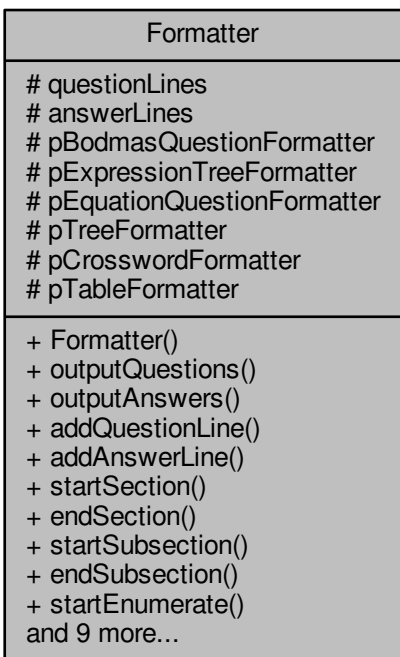 Formatter
# questionLines
# answerLines
# pBodmasQuestionFormatter
# pExpressionTreeFormatter
# pEquationQuestionFormatter
# pTreeFormatter
# pCrosswordFormatter
# pTableFormatter
+ Formatter()
+ outputQuestions()
+ outputAnswers()
+ addQuestionLine()
+ addAnswerLine()
+ startSection()
+ endSection()
+ startSubsection()
+ endSubsection()
+ startEnumerate()
and 9 more...